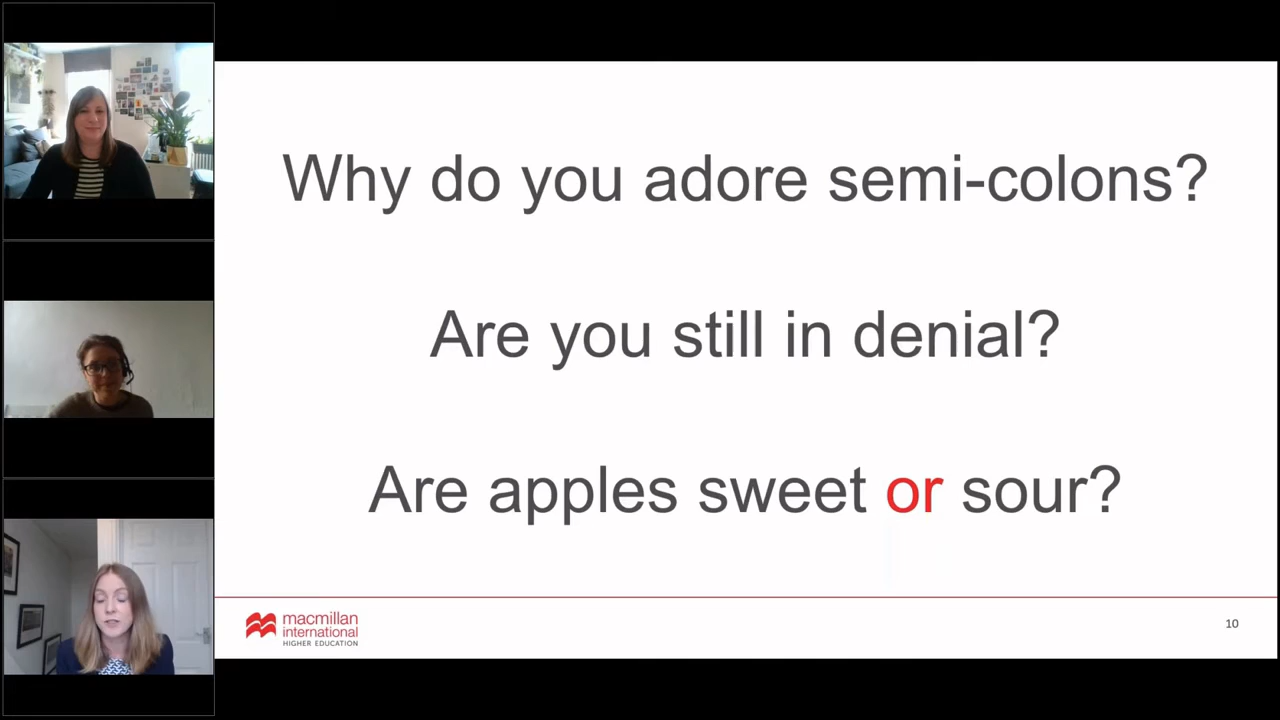 Why do you adore semi-colons?
Are you still in denial?
Are apples sweet or sour?
macmillan
international
HIGHER EDUCATION
10